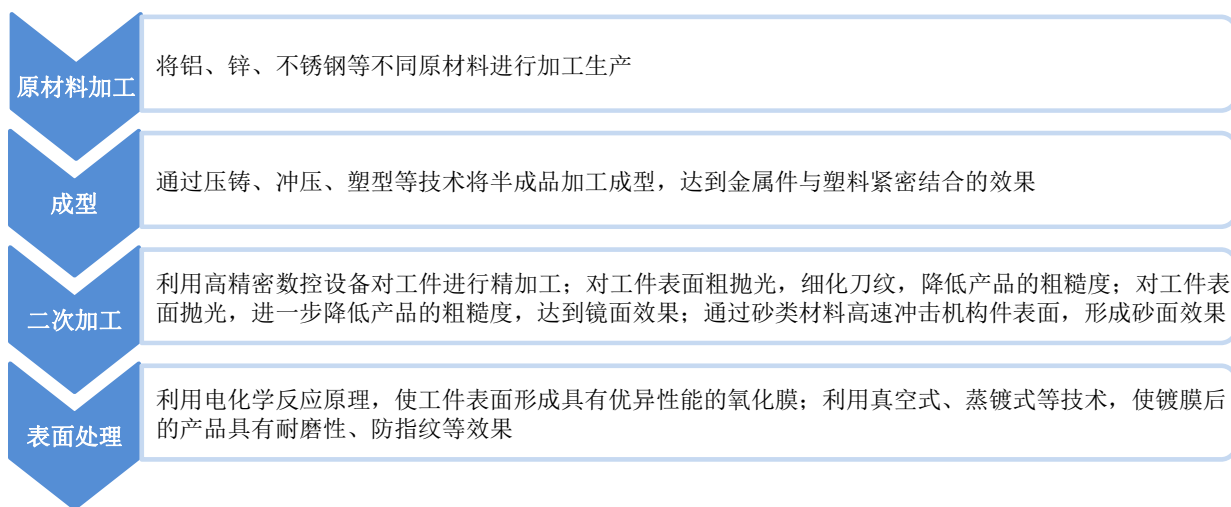 原材料加工
将铝、锌、不锈钢等不同原材料进行加工生产
成型
通过压铸、冲压、塑型等技术将半成品加工成型，达到金属件与塑料紧密结合的效果
二次加工
利用高精密数控设备对工件进行精加工；对工件表面粗抛光，细化刀纹，降低产品的粗糙度；对工件表
面抛光，进一步降低产品的粗糙度，达到镜面效果；通过砂类材料高速冲击机构件表面，形成砂面效果
表面处理
利用电化学反应原理，使工件表面形成具有优异性能的氧化膜；利用真空式、蒸镀式等技术，使镀膜后
的产品具有耐磨性、防指纹等效果